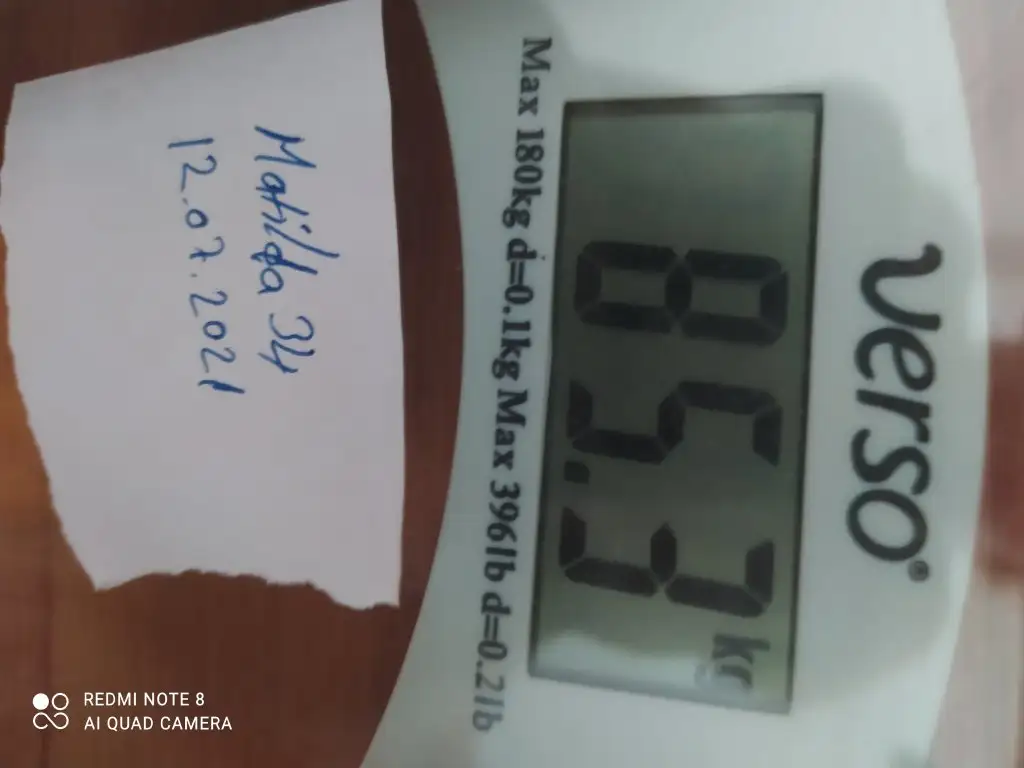 verso®
85.3 kg
Max 180kg d=0.1kg Max 396lb d=0.2lb
Matilda 34
12.07.2021
REDMI NOTE 8
AI QUAD CAMERA